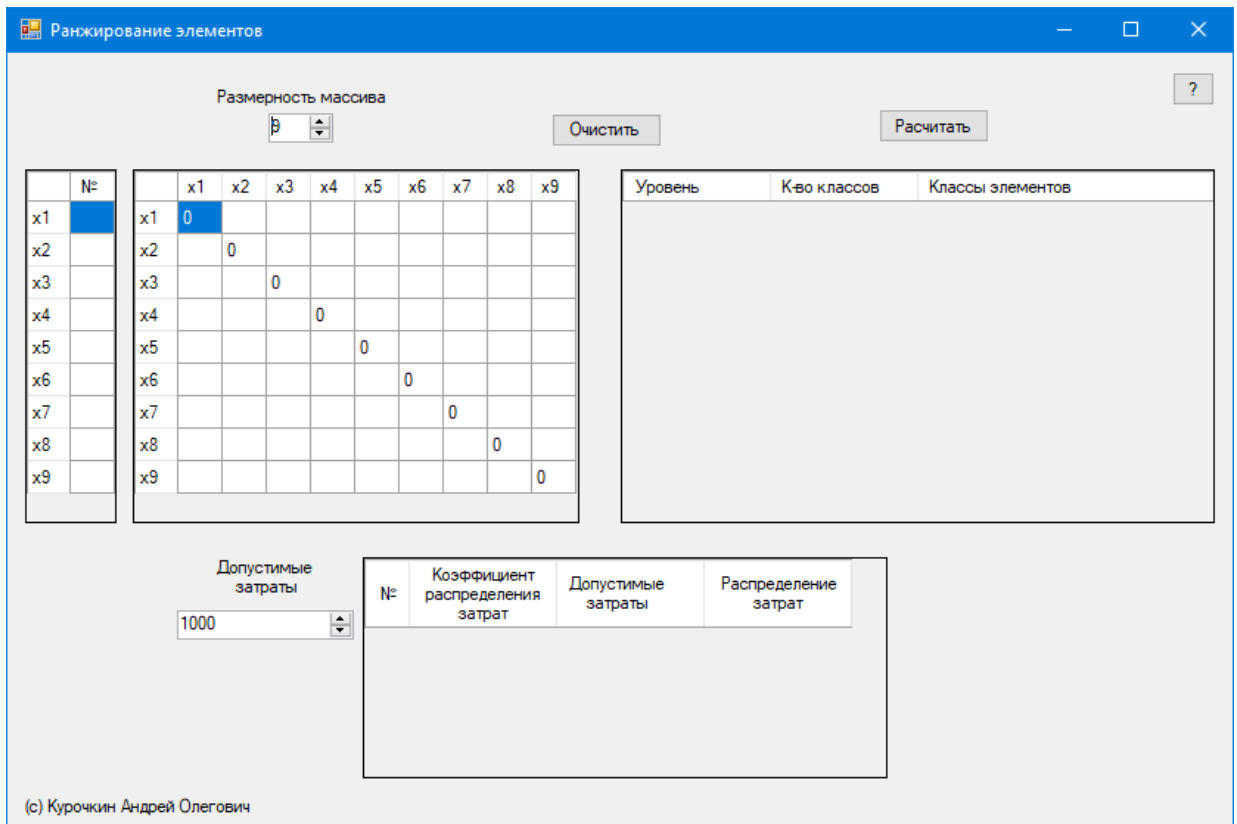 Ранжирование элементов
?
Размерность массива
9
Очистить
Расчитать
№
x1
x2
x3
x4
x5
x6
x7
x8
x9
x1 x2 x3 x4 x5 x6 x7 x8 x9
x1 0
x2 0
x3 0
x4 0
x5 0
x6 0
x7 0
x8 0
x9 0
Уровень К-во классов Классы элементов
Допустимые
затраты
1000
№
Коэффициент
распределения
затрат
Допустимые
затраты
Распределение
затрат
(c) Курочкин Андрей Олегович